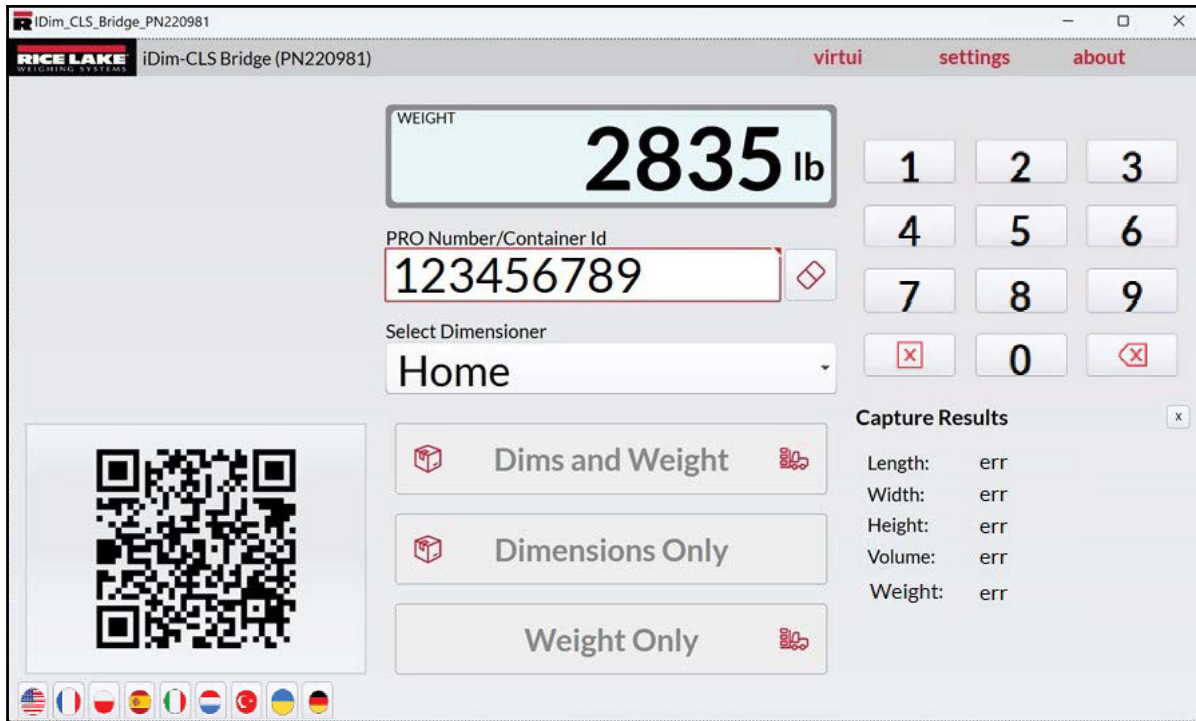 IDim_CLS_Bridge_PN220981
RICE LAKE
WEIGHING SYSTEMS
iDim-CLS Bridge (PN220981)
virtui
settings
about
WEIGHT
2835 lb
PRO Number/Container Id
123456789
Select Dimensioner
Home
Dims and Weight
Dimensions Only
Weight Only
1 2 3
4 5 6
7 8 9
0
Capture Results
x
Length: err
Width: err
Height: err
Volume: err
Weight: err